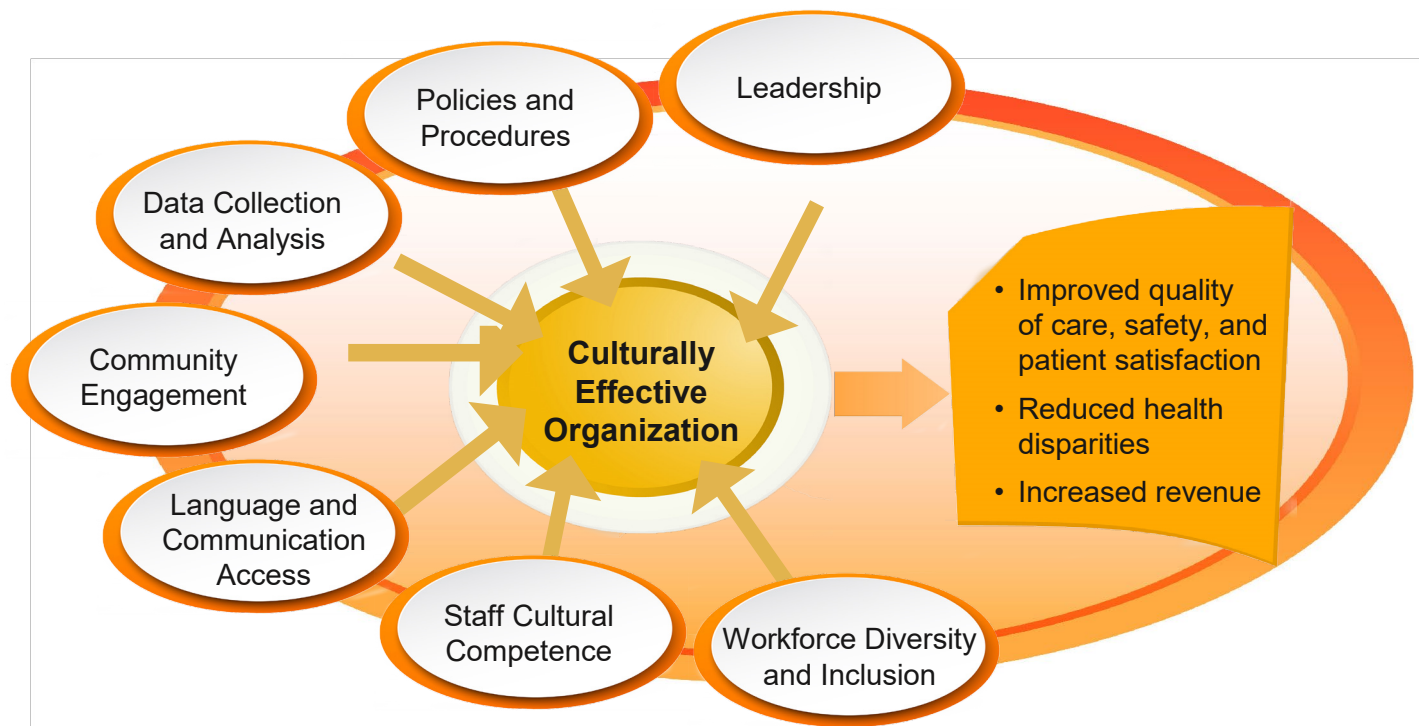 Leadership
Policies and
Procedures
Data Collection
and Analysis
Community
Engagement
Language and
Communication
Access
Staff Cultural
Competence
Workforce Diversity
and Inclusion
Culturally
Effective
Organization
• Improved quality
of care, safety, and
patient satisfaction
• Reduced health
disparities
• Increased revenue